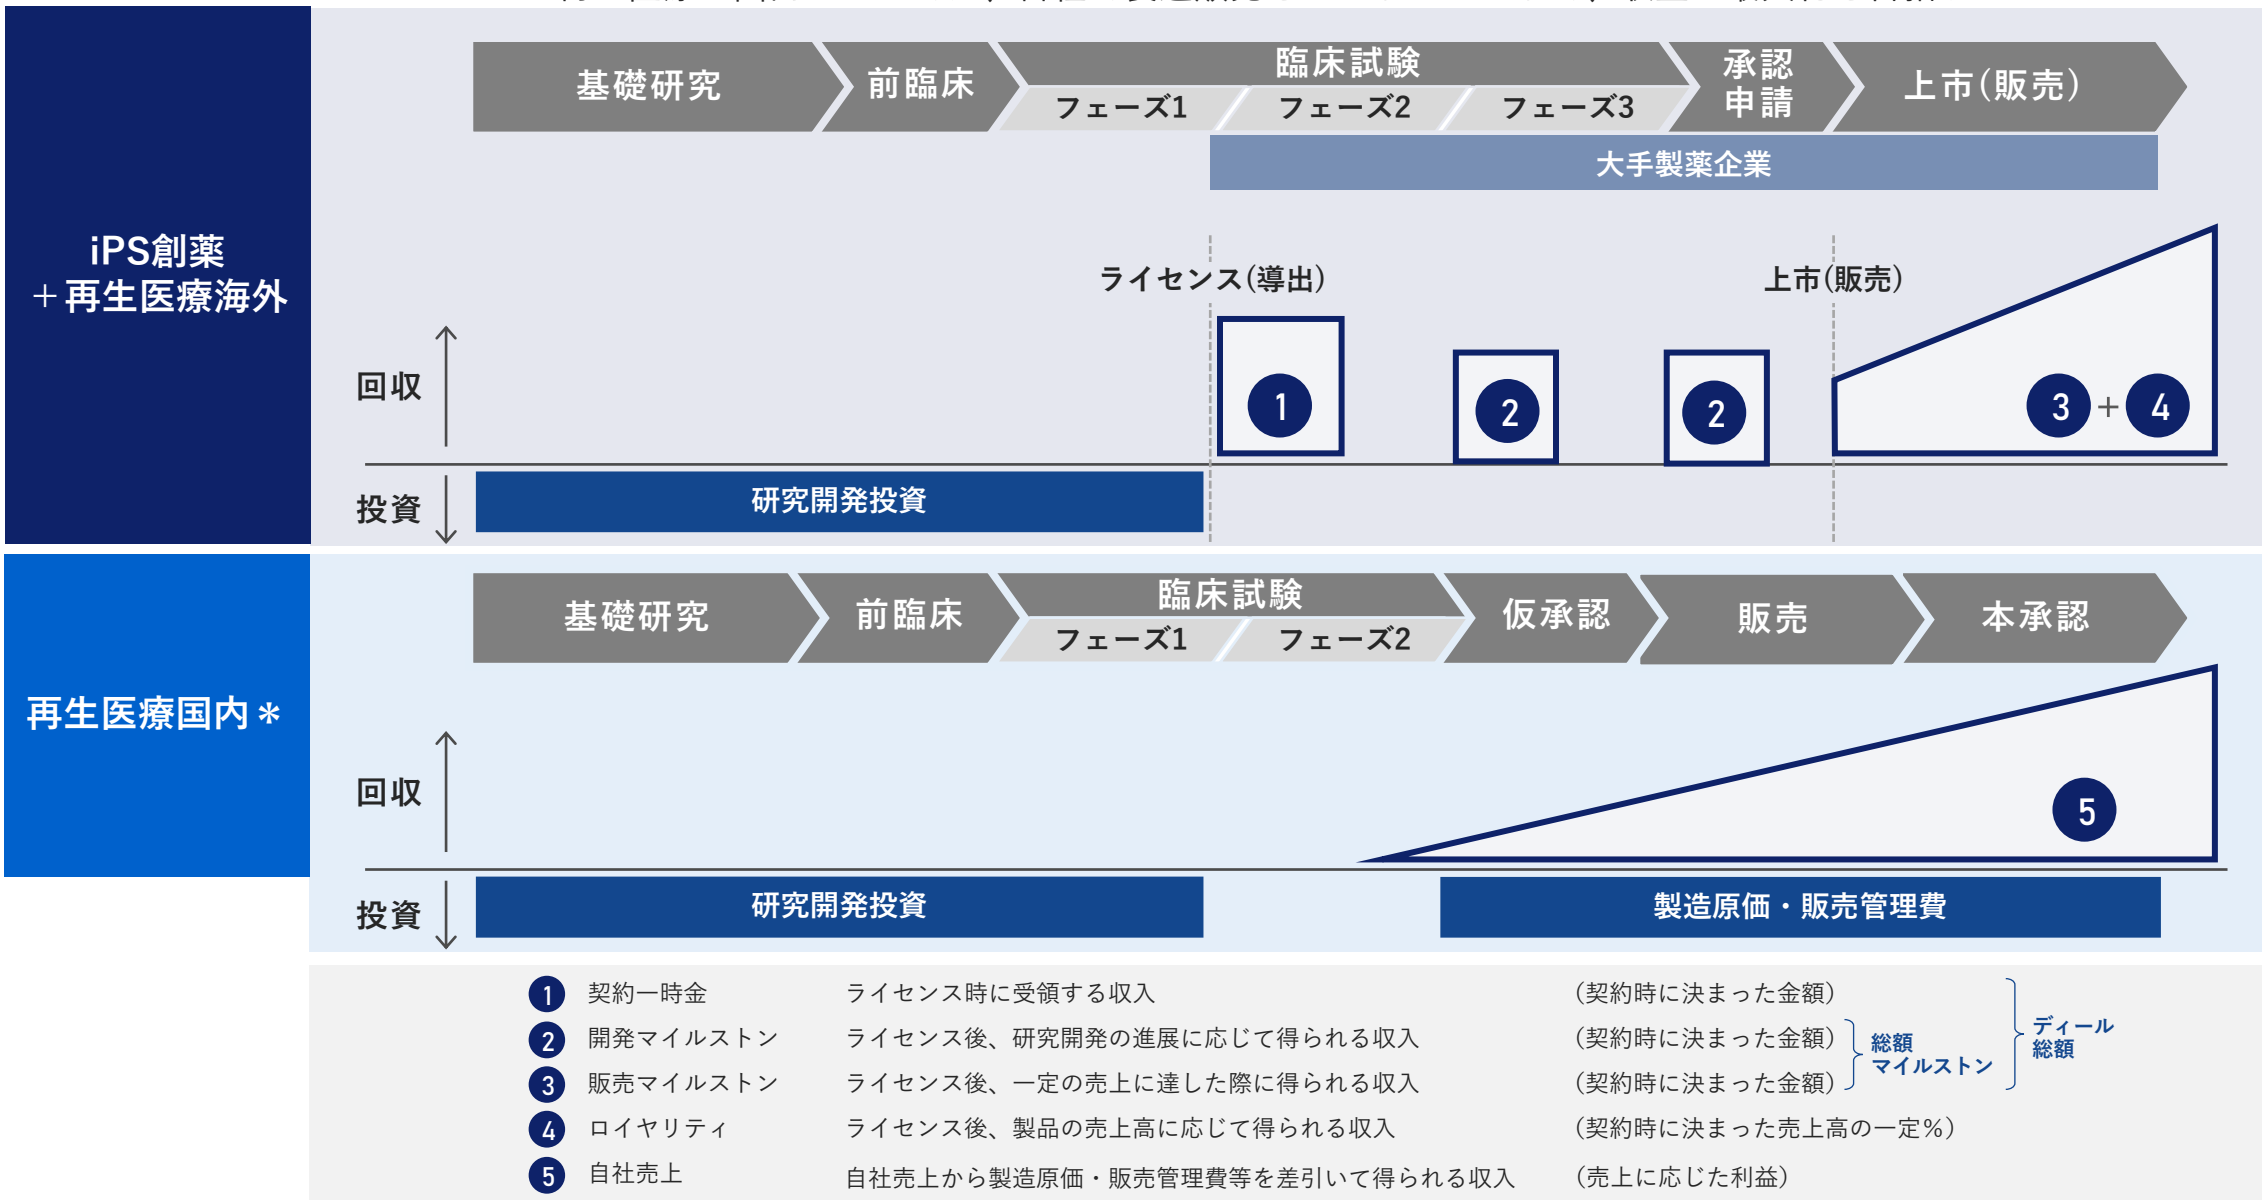 基礎研究
前臨床
臨床試験
フェーズ1
フェーズ2
フェーズ3
承認
申請
上市(販売)
大手製薬企業
iPS創薬
＋再生医療海外
ライセンス(導出)
上市(販売)
回収
1
2
2
3 + 4
投資
研究開発投資
基礎研究
前臨床
臨床試験
フェーズ1
フェーズ2
仮承認
販売
本承認
再生医療国内＊
回収
5
投資
研究開発投資
製造原価・販売管理費
1 契約一時金 ライセンス時に受領する収入 (契約時に決まった金額)
2 開発マイルストン ライセンス後、研究開発の進展に応じて得られる収入 (契約時に決まった金額)
3 販売マイルストン ライセンス後、一定の売上に達した際に得られる収入 (契約時に決まった金額)
総額
マイルストン
ディール
総額
4 ロイヤリティ ライセンス後、製品の売上高に応じて得られる収入 (契約時に決まった売上高の一定%)
5 自社売上 自社売上から製造原価・販売管理費等を差引いて得られる収入 (売上に応じた利益)